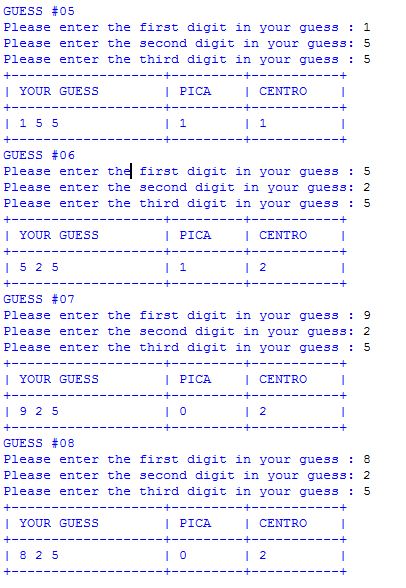 GUESS #05
Please enter the first digit in your guess : 1
Please enter the second digit in your guess: 5
Please enter the third digit in your guess : 5
+-------------------+---------+-----------+
| YOUR GUESS        | PICA    | CENTRO    |
+-------------------+---------+-----------+
| 1 5 5             | 1       | 1         |
+-------------------+---------+-----------+
GUESS #06
Please enter the first digit in your guess : 5
Please enter the second digit in your guess: 2
Please enter the third digit in your guess : 5
+-------------------+---------+-----------+
| YOUR GUESS        | PICA    | CENTRO    |
+-------------------+---------+-----------+
| 5 2 5             | 1       | 2         |
+-------------------+---------+-----------+
GUESS #07
Please enter the first digit in your guess : 9
Please enter the second digit in your guess: 2
Please enter the third digit in your guess : 5
+-------------------+---------+-----------+
| YOUR GUESS        | PICA    | CENTRO    |
+-------------------+---------+-----------+
| 9 2 5             | 0       | 2         |
+-------------------+---------+-----------+
GUESS #08
Please enter the first digit in your guess : 8
Please enter the second digit in your guess: 2
Please enter the third digit in your guess : 5
+-------------------+---------+-----------+
| YOUR GUESS        | PICA    | CENTRO    |
+-------------------+---------+-----------+
| 8 2 5             | 0       | 2         |
+-------------------+---------+-----------+